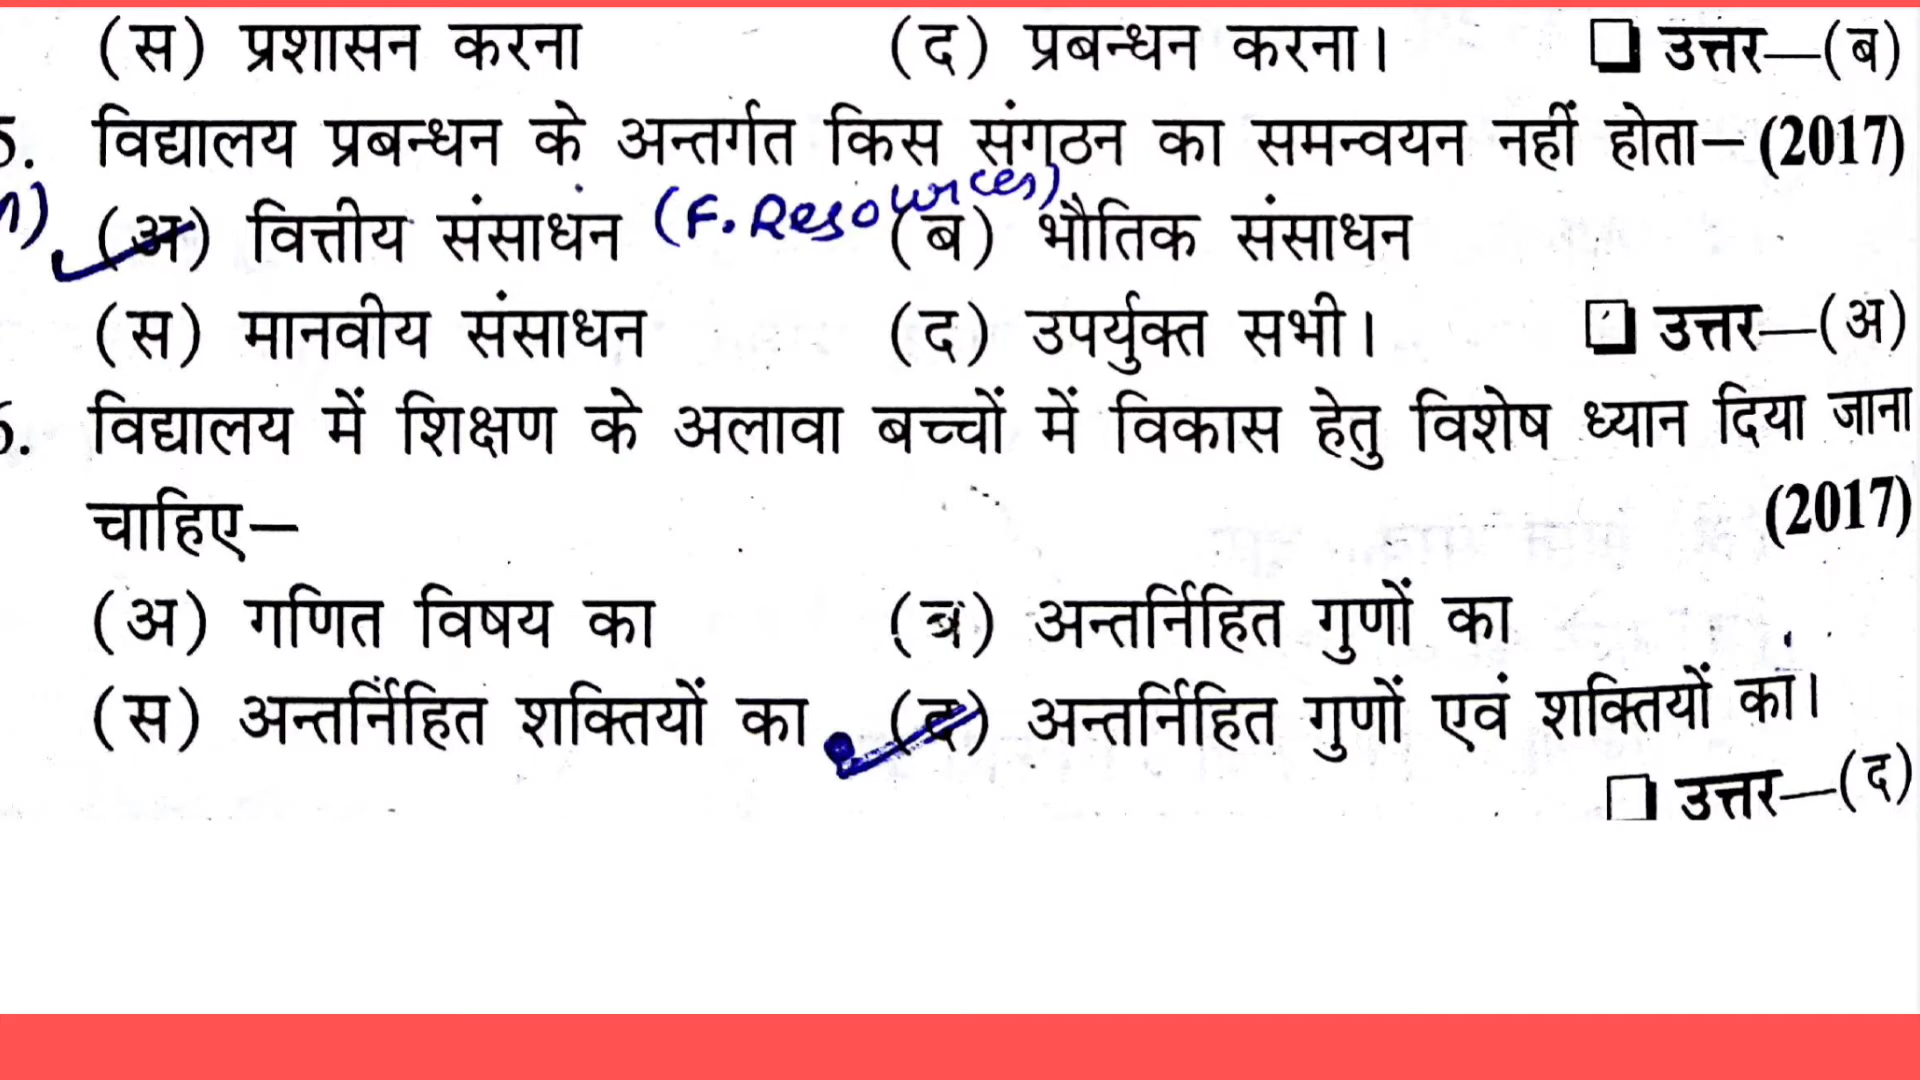 (स) प्रशासन करना (द) प्रबन्धन करना। उत्तर—(ब)
5. विद्यालय प्रबन्धन के अन्तर्गत किस संगठन का समन्वयन नहीं होता— (2017)
(अ) वित्तीय संसाधन (F. Resources) (ब) भौतिक संसाधन
(स) मानवीय संसाधन (द) उपर्युक्त सभी। उत्तर—(अ)
विद्यालय में शिक्षण के अलावा बच्चों में विकास हेतु विशेष ध्यान दिया जाना
चाहिए— (2017)
(अ) गणित विषय का (ब) अन्तर्निहित गुणों का
(स) अन्तर्निहित शक्तियों का (द) अन्तर्निहित गुणों एवं शक्तियों का।
उत्तर—(द)